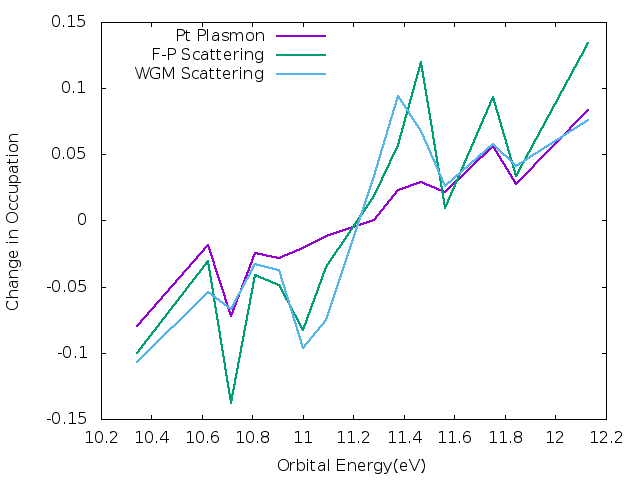 0.15
Pt Plasmon
F-P Scattering
WGM Scattering
0.1
0.05
0
-0.05
-0.1
-0.15
Change in Occupation
10.2 10.4 10.6 10.8 11 11.2 11.4 11.6 11.8 12 12.2
Orbital Energy(eV)